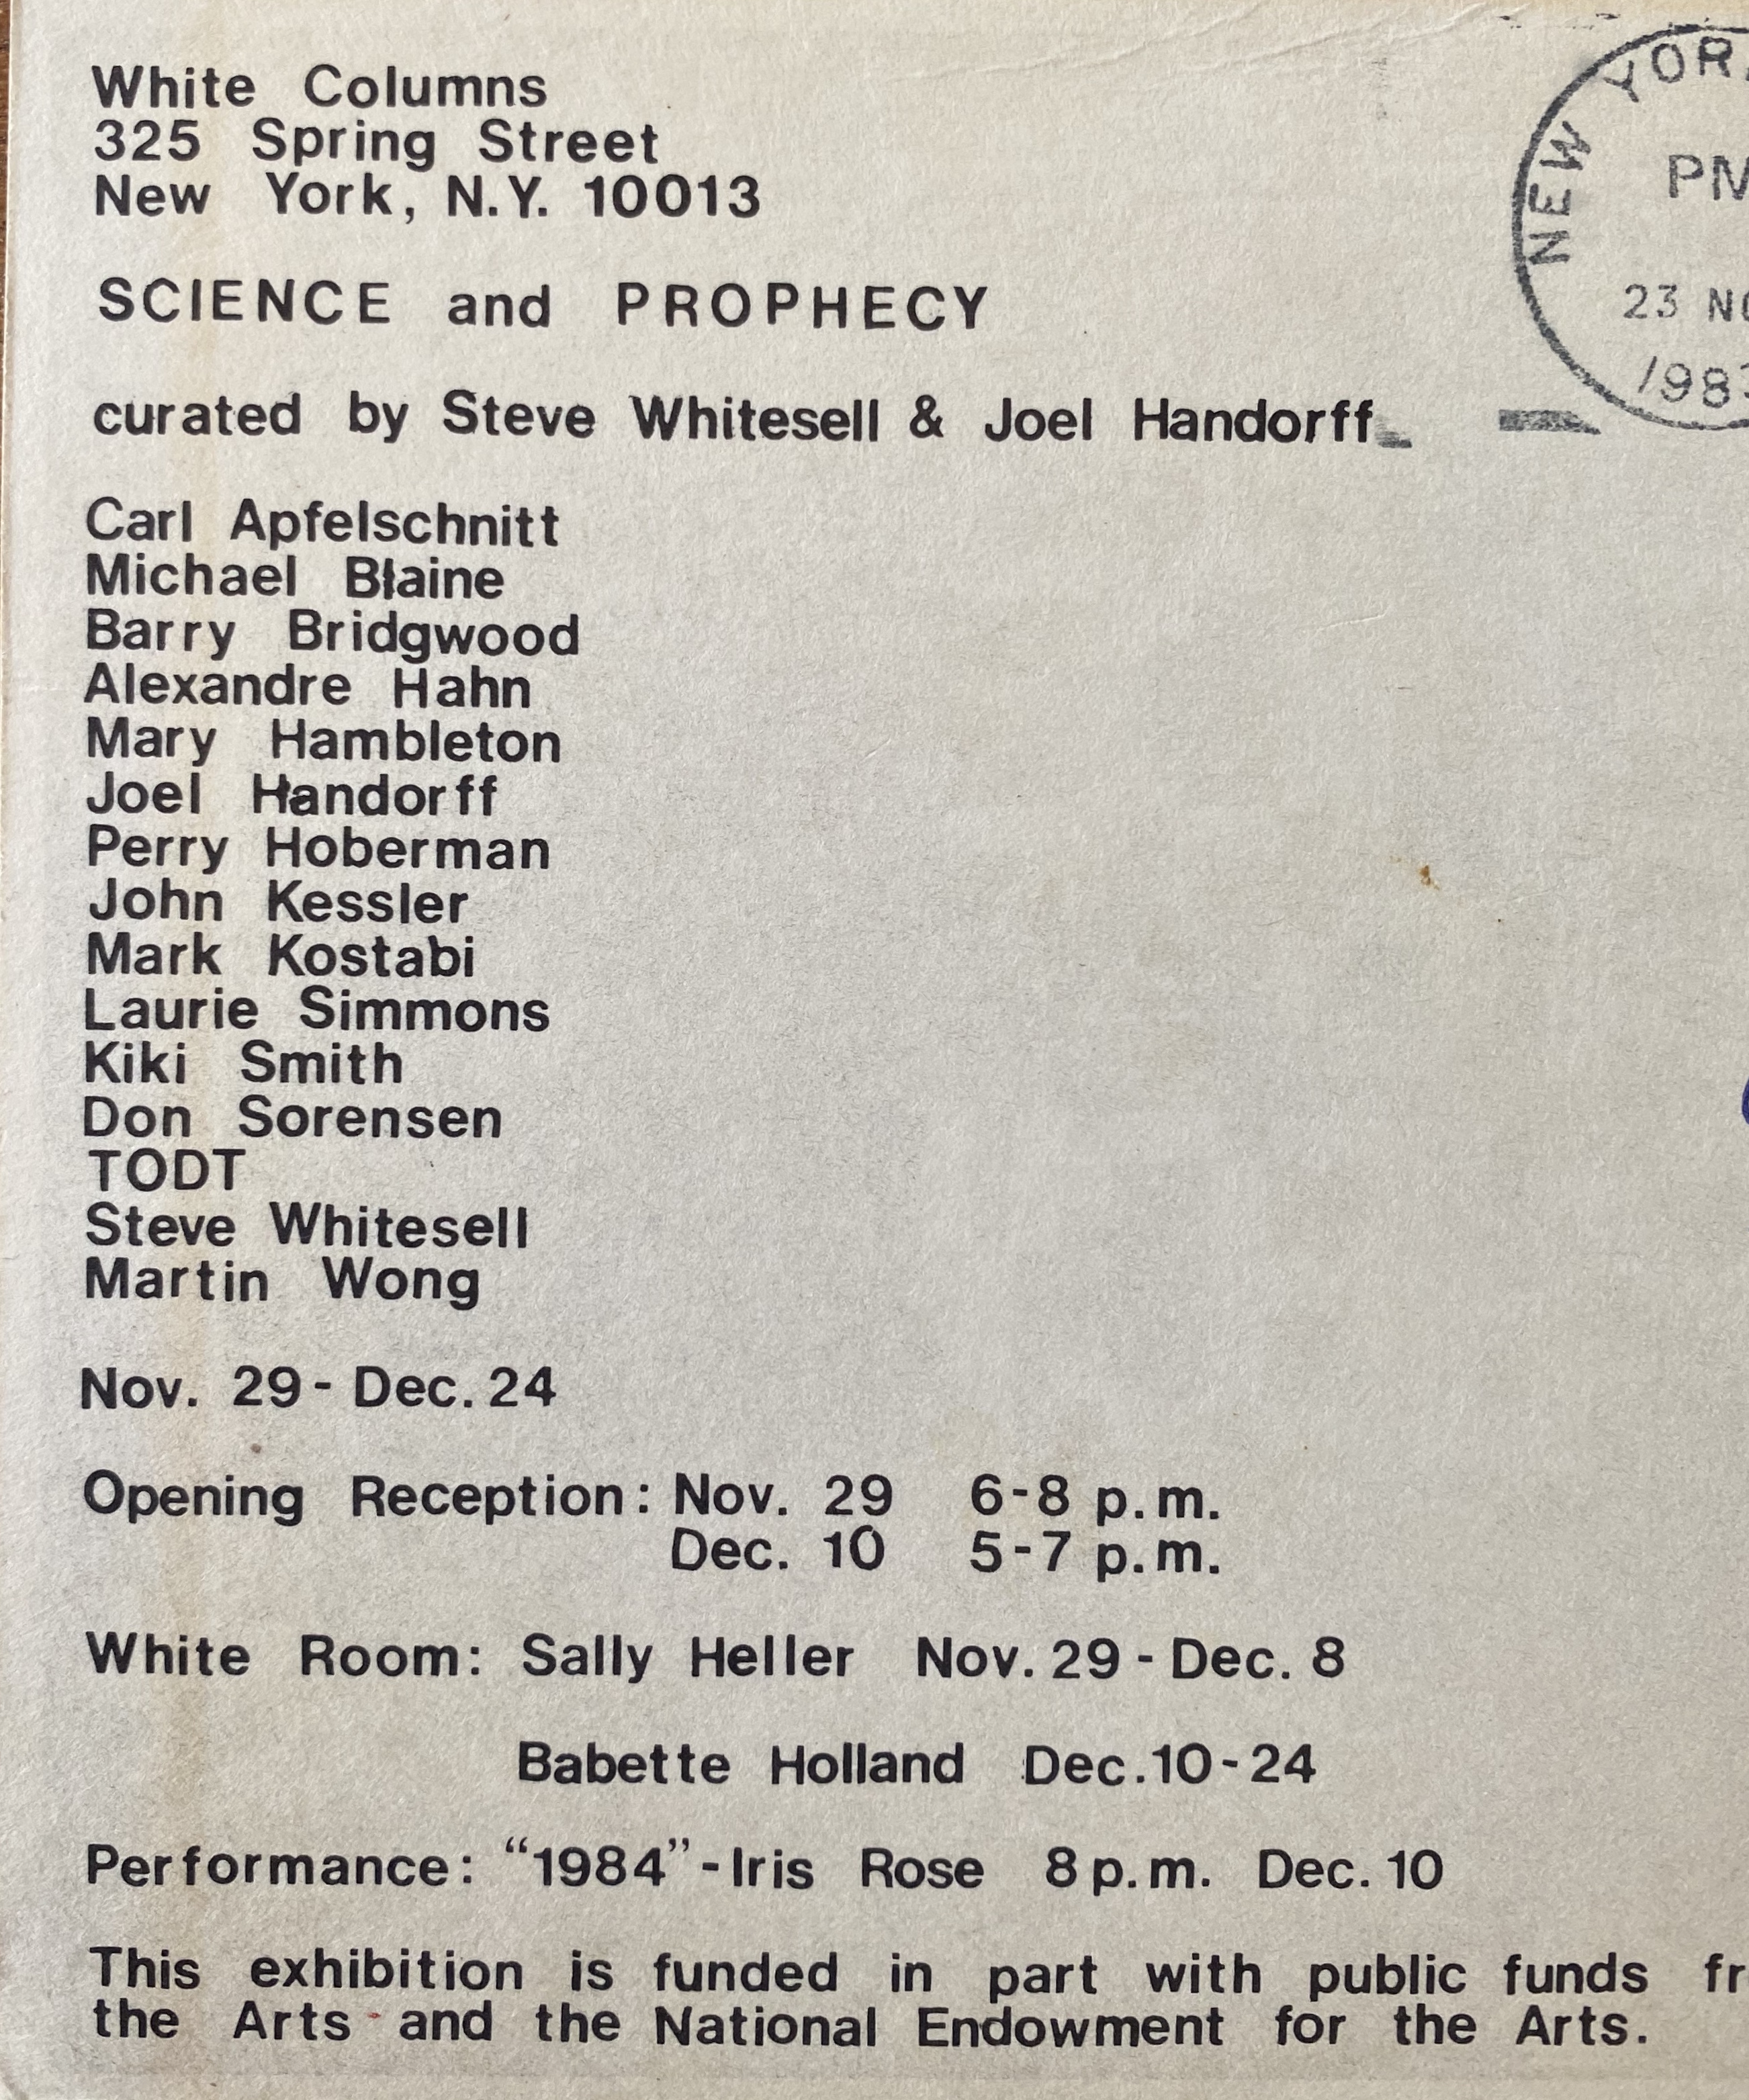 White Columns
325 Spring Street
New York, N.Y. 10013
NEW YOR
PM
23 NO
1983
SCIENCE and PROPHECY
curated by Steve Whitesell & Joel Handorff
Carl Apfelschnitt
Michael Blaine
Barry Bridgwood
Alexandre Hahn
Mary Hambleton
Joel Handorff
Perry Hoberman
John Kessler
Mark Kostabi
Laurie Simmons
Kiki Smith
Don Sorensen
TODT
Steve Whitesell
Martin Wong
Nov. 29 - Dec. 24
Opening Reception: Nov. 29 6-8 p.m.
Dec. 10 5-7 p.m.
White Room: Sally Heller Nov. 29 - Dec. 8
Babette Holland Dec. 10-24
Performance: “1984” - Iris Rose 8 p.m. Dec. 10
This exhibition is funded in part with public funds fr
the Arts and the National Endowment for the Arts.